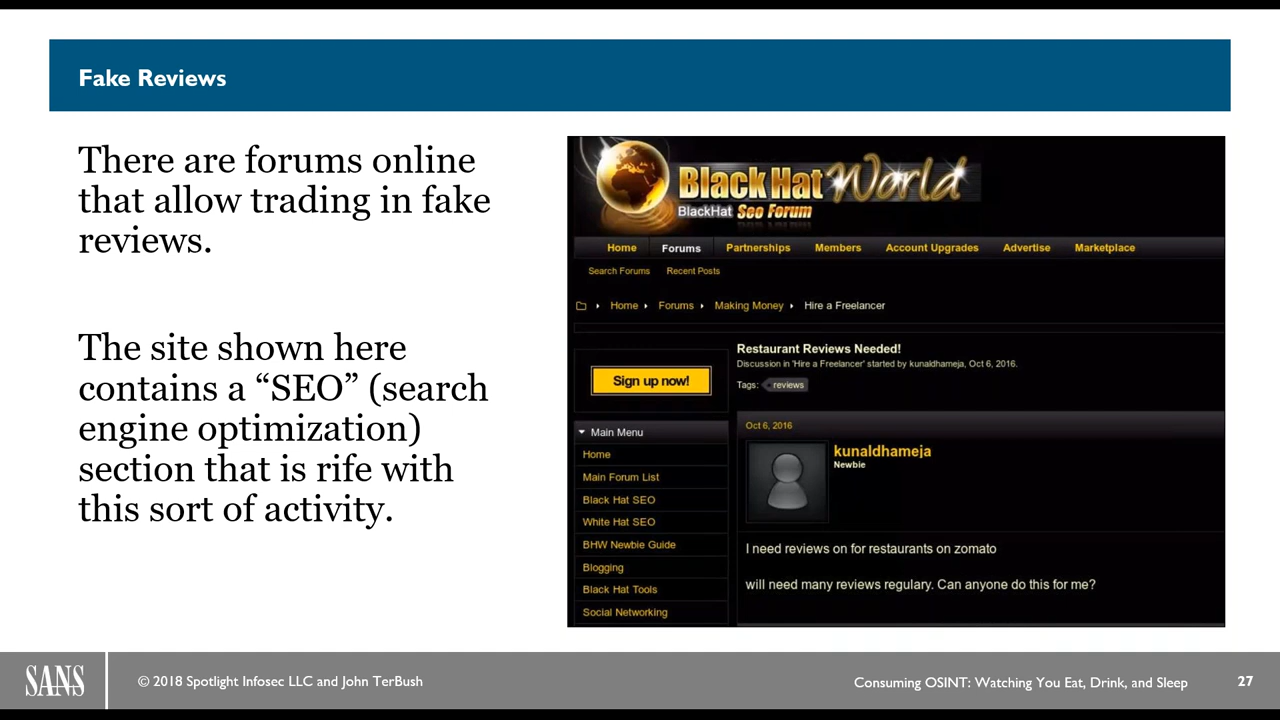 Fake Reviews
There are forums online
that allow trading in fake
reviews.
The site shown here
contains a “SEO” (search
engine optimization)
section that is rife with
this sort of activity.
BlackHat World
BlackHat Seo Forum
Home Forums Partnerships Members Account Upgrades Advertise Marketplace
Search Forums Recent Posts
Home Forums Making Money Hire a Freelancer
Sign up now!
Main Menu
Home
Main Forum List
Black Hat SEO
White Hat SEO
BHW Newbie Guide
Blogging
Black Hat Tools
Social Networking
Restaurant Reviews Needed!
Discussion in 'Hire a Freelancer' started by kunaldhameja, Oct 6, 2016.
Tags: reviews
Oct 6, 2016
kunaldhameja
Newbie
I need reviews on for restaurants on zomato
will need many reviews regulary. Can anyone do this for me?
SANS
© 2018 Spotlight Infosec LLC and John TerBush
Consuming OSINT: Watching You Eat, Drink, and Sleep
27